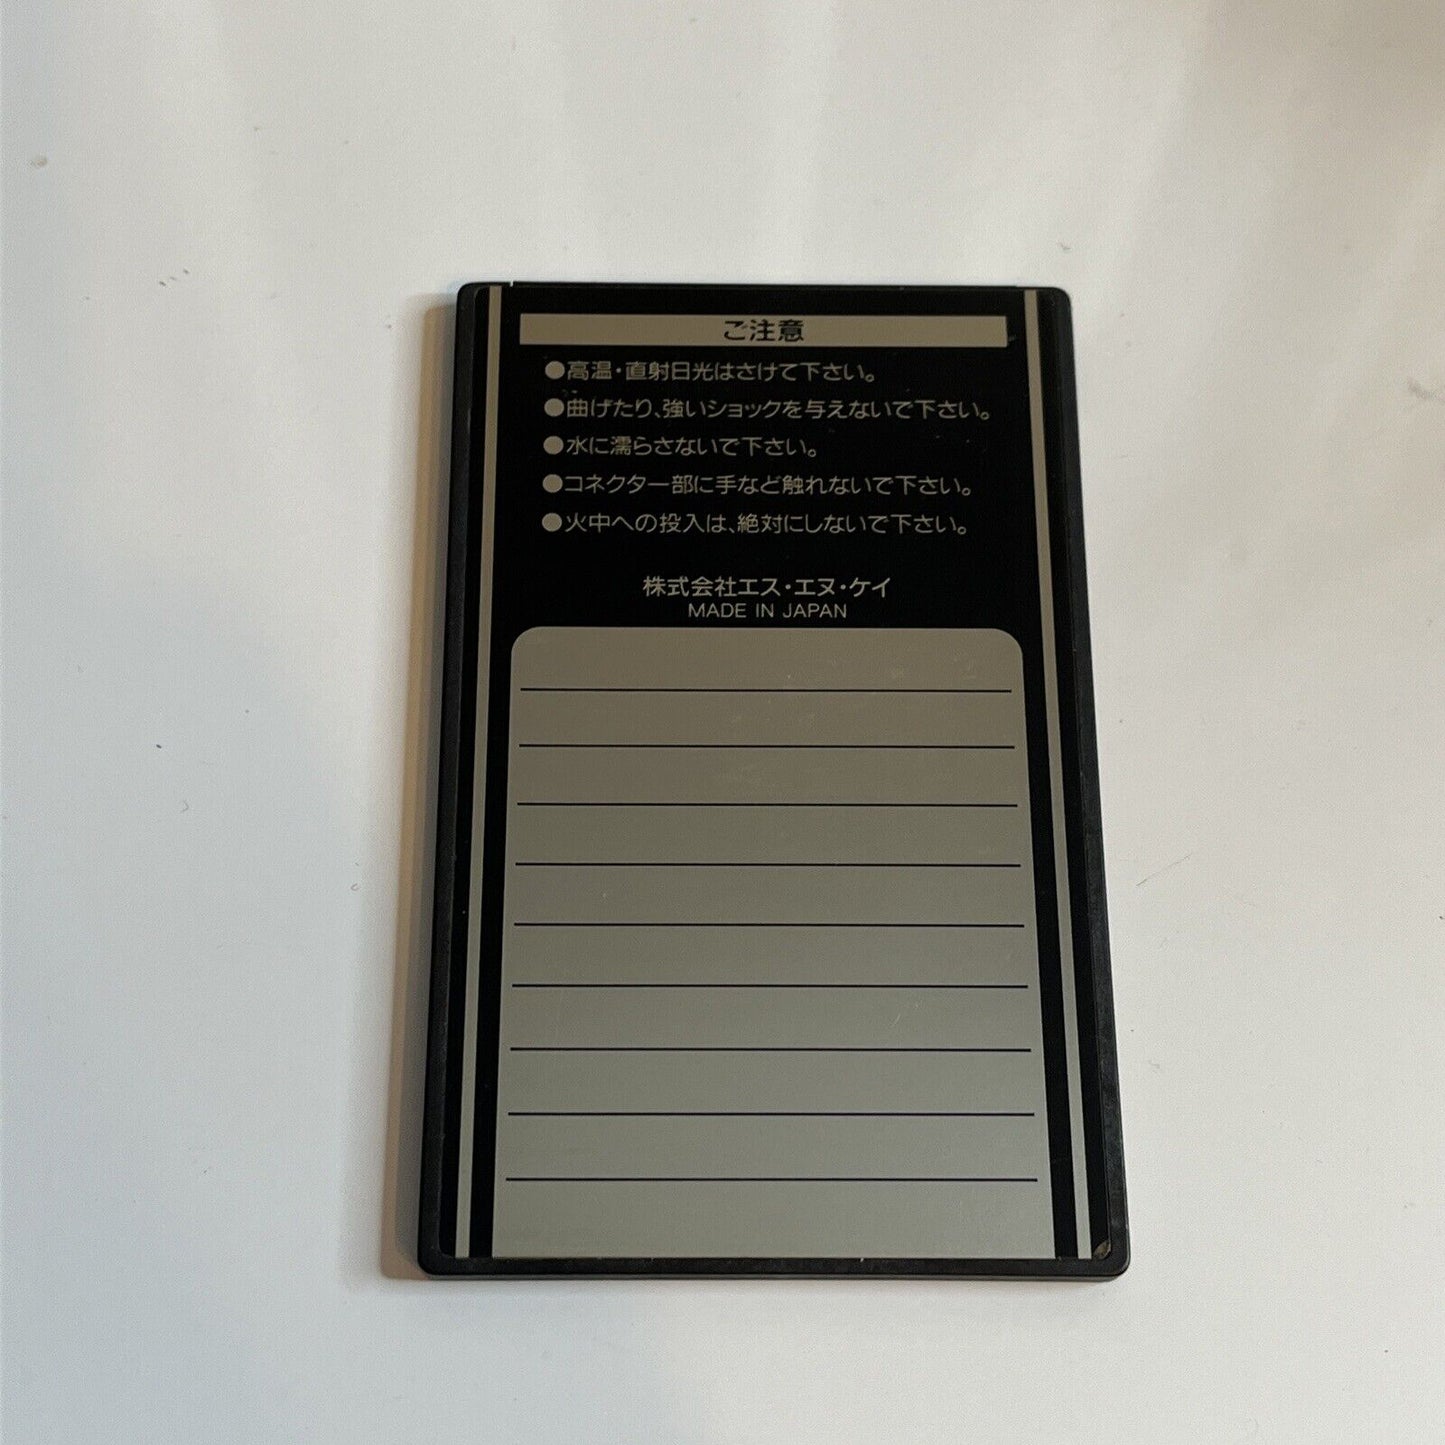 ご注意
●高温・直射日光はさけて下さい。
●曲げたり、強いショックを与えないで下さい。
●水に濡らさないで下さい。
●コネクター部に手など触れないで下さい。
●火中への投入は、絶対にしないで下さい。
株式会社エス・エヌ・ケイ
MADE IN JAPAN